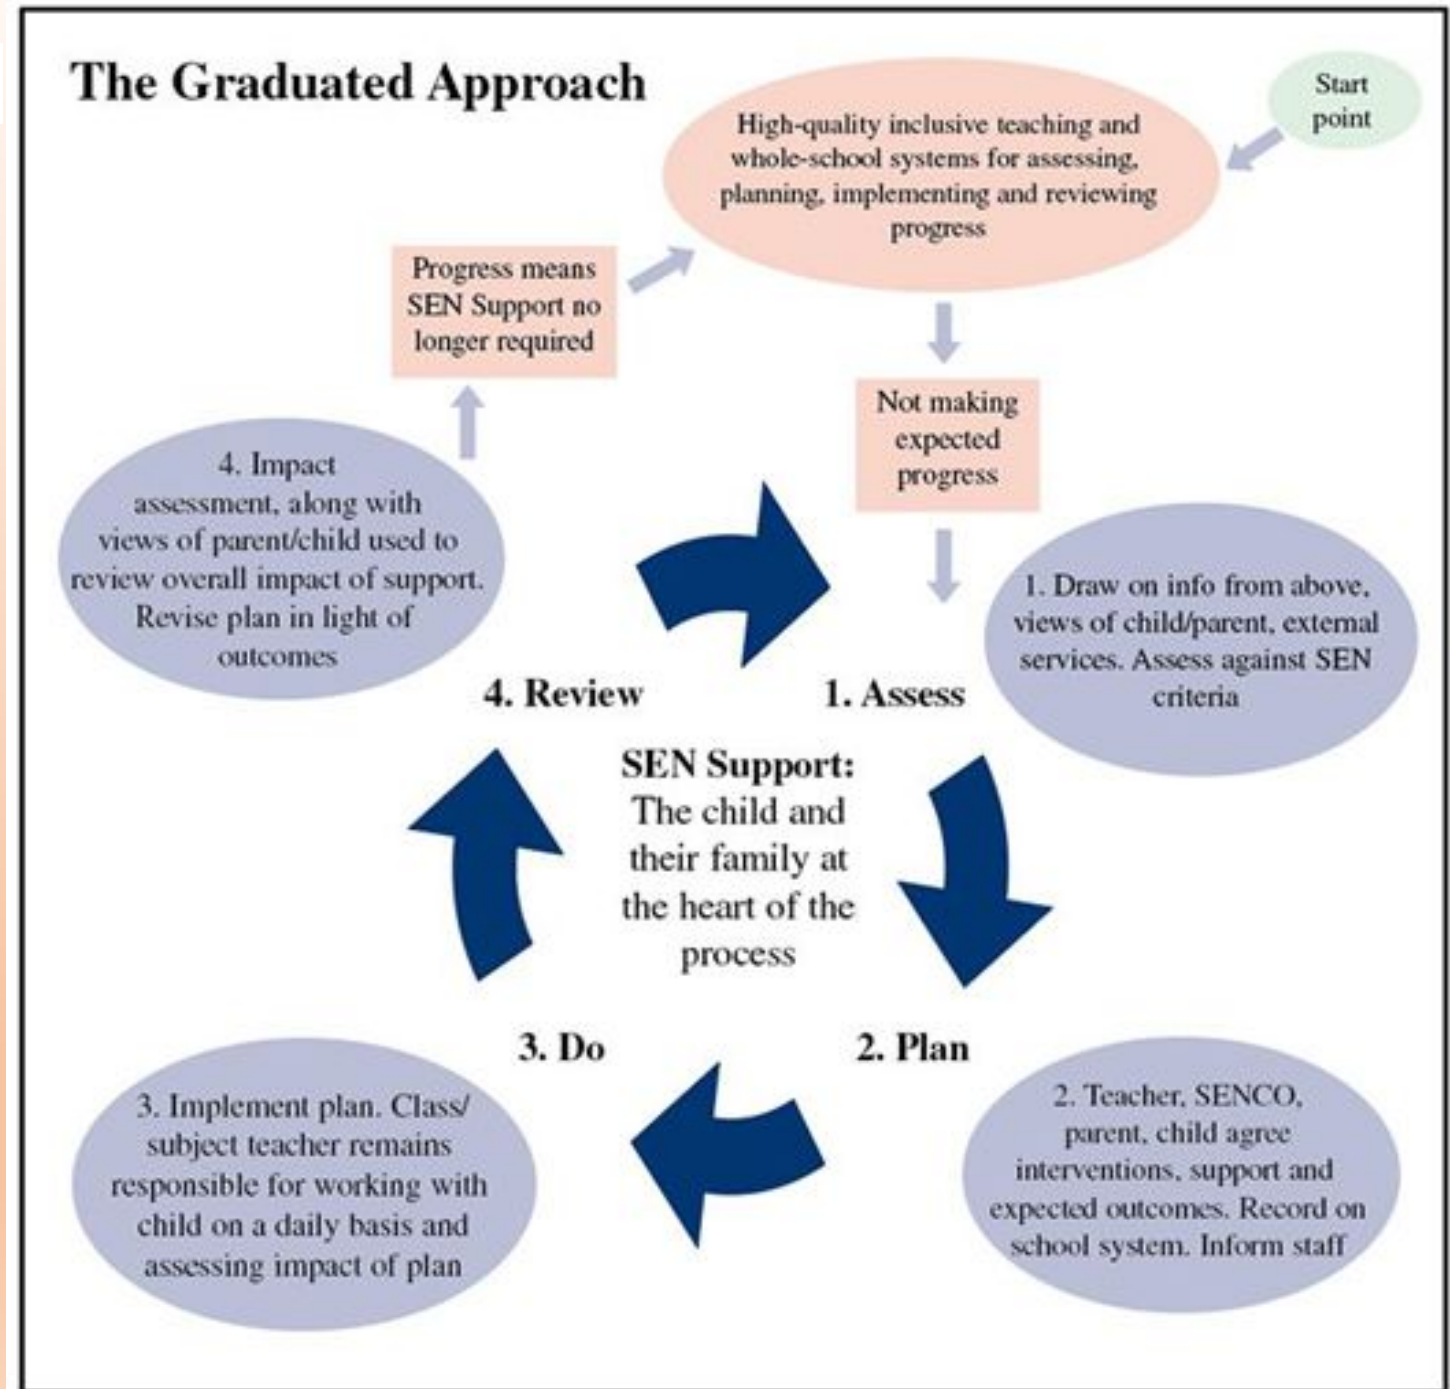 The Graduated Approach
Start
point
High-quality inclusive teaching and
whole-school systems for assessing,
planning, implementing and reviewing
progress
Progress means
SEN Support no
longer required
Not making
expected
progress
4. Impact
assessment, along with
views of parent/child used to
review overall impact of support.
Revise plan in light of
outcomes
1. Draw on info from above,
views of child/parent, external
services. Assess against SEN
criteria
4. Review
1. Assess
SEN Support:
The child and
their family at
the heart of the
process
3. Do
2. Plan
3. Implement plan. Class/
subject teacher remains
responsible for working with
child on a daily basis and
assessing impact of plan
2. Teacher, SENCO,
parent, child agree
interventions, support and
expected outcomes. Record on
school system. Inform staff